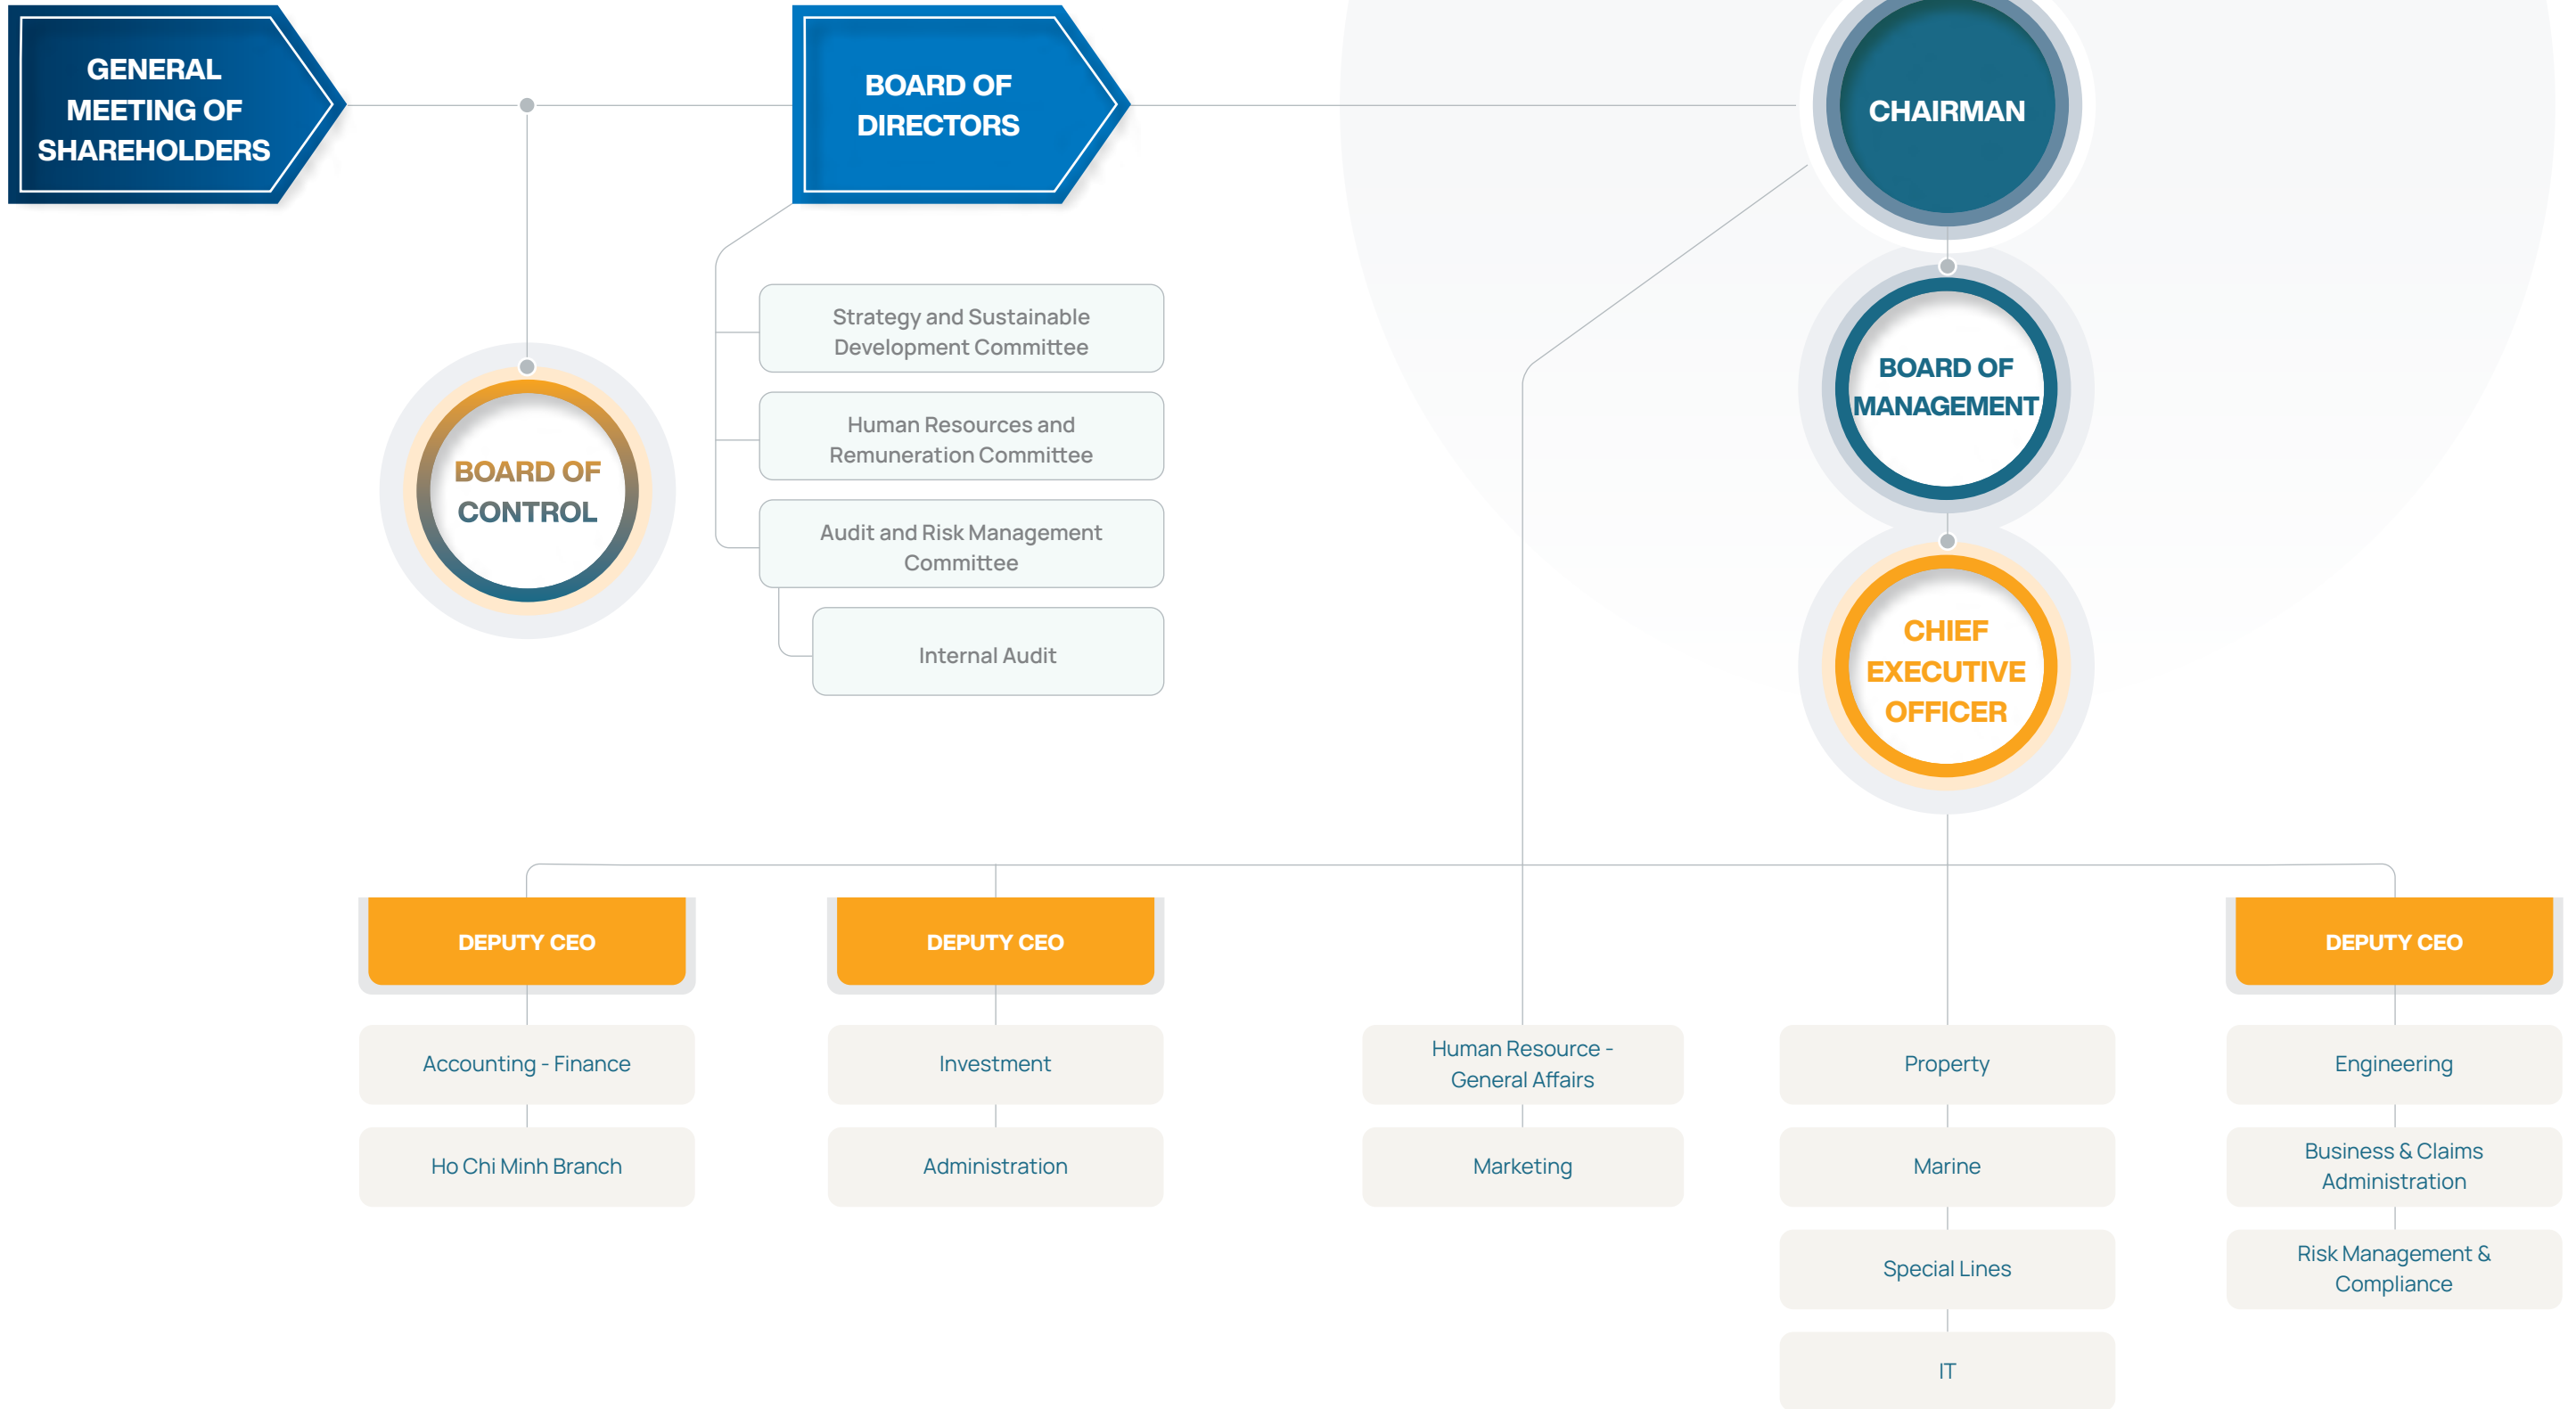 GENERAL
MEETING OF
SHAREHOLDERS
BOARD OF
DIRECTORS
CHAIRMAN
Strategy and Sustainable
Development Committee
Human Resources and
Remuneration Committee
Audit and Risk Management
Committee
Internal Audit
BOARD OF
CONTROL
BOARD OF
MANAGEMENT
CHIEF
EXECUTIVE
OFFICER
DEPUTY CEO
Accounting - Finance
Ho Chi Minh Branch
DEPUTY CEO
Investment
Administration
Human Resource -
General Affairs
Marketing
Property
Marine
Special Lines
IT
DEPUTY CEO
Engineering
Business & Claims
Administration
Risk Management &
Compliance